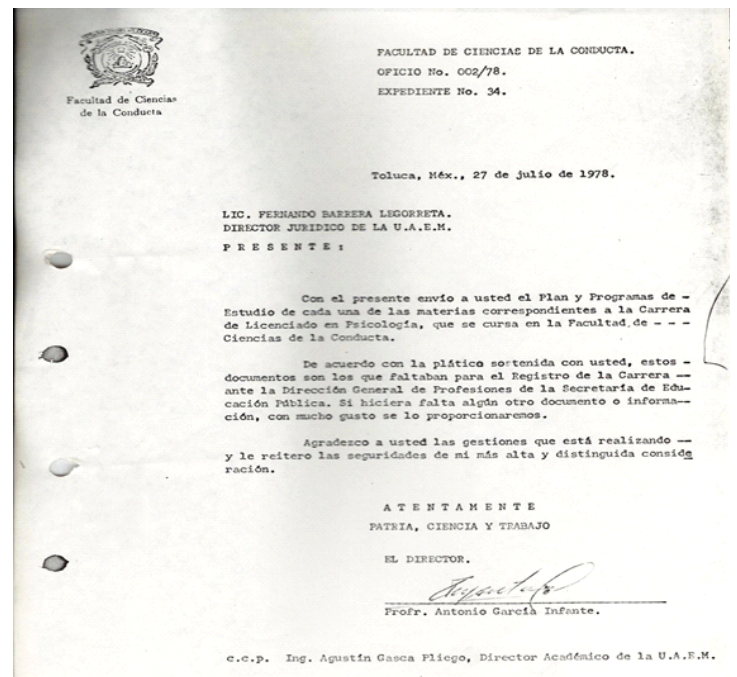 FACULTAD DE CIENCIAS DE LA CONDUCTA.
OFICIO No. 002/78.
EXPEDIENTE No. 34.
Facultad de Ciencias
de la Conducta
Toluca, Méx., 27 de julio de 1978.
LIC. FERNANDO BARRERA LEGORRETA.
DIRECTOR JURIDICO DE LA U.A.E.M.
P R E S E N T E :
Con el presente envío a usted el Plan y Programas de -
Estudio de cada una de las materias correspondientes a la Carrera
de Licenciado en Psicología, que se cursa en la Facultad de - - -
Ciencias de la Conducta.
De acuerdo con la plático sostenida con usted, estos -
documentos son los que faltaban para el Registro de la Carrera --
ante la Dirección General de Profesiones de la Secretaría de Edu-
cación Pública. Si hiciera falta algún otro documento o informa--
ción, con mucho gusto se lo proporcionaremos.
Agradezco a usted las gestiones que está realizando --
y le reitero las seguridades de mi más alta y distinguida conside
ración.
A T E N T A M E N T E
PATRIA, CIENCIA Y TRABAJO
EL DIRECTOR.
Profr. Antonio García Infante.
c.c.p. Ing. Agustín Gasca Pliego, Director Académico de la U.A.E.M.